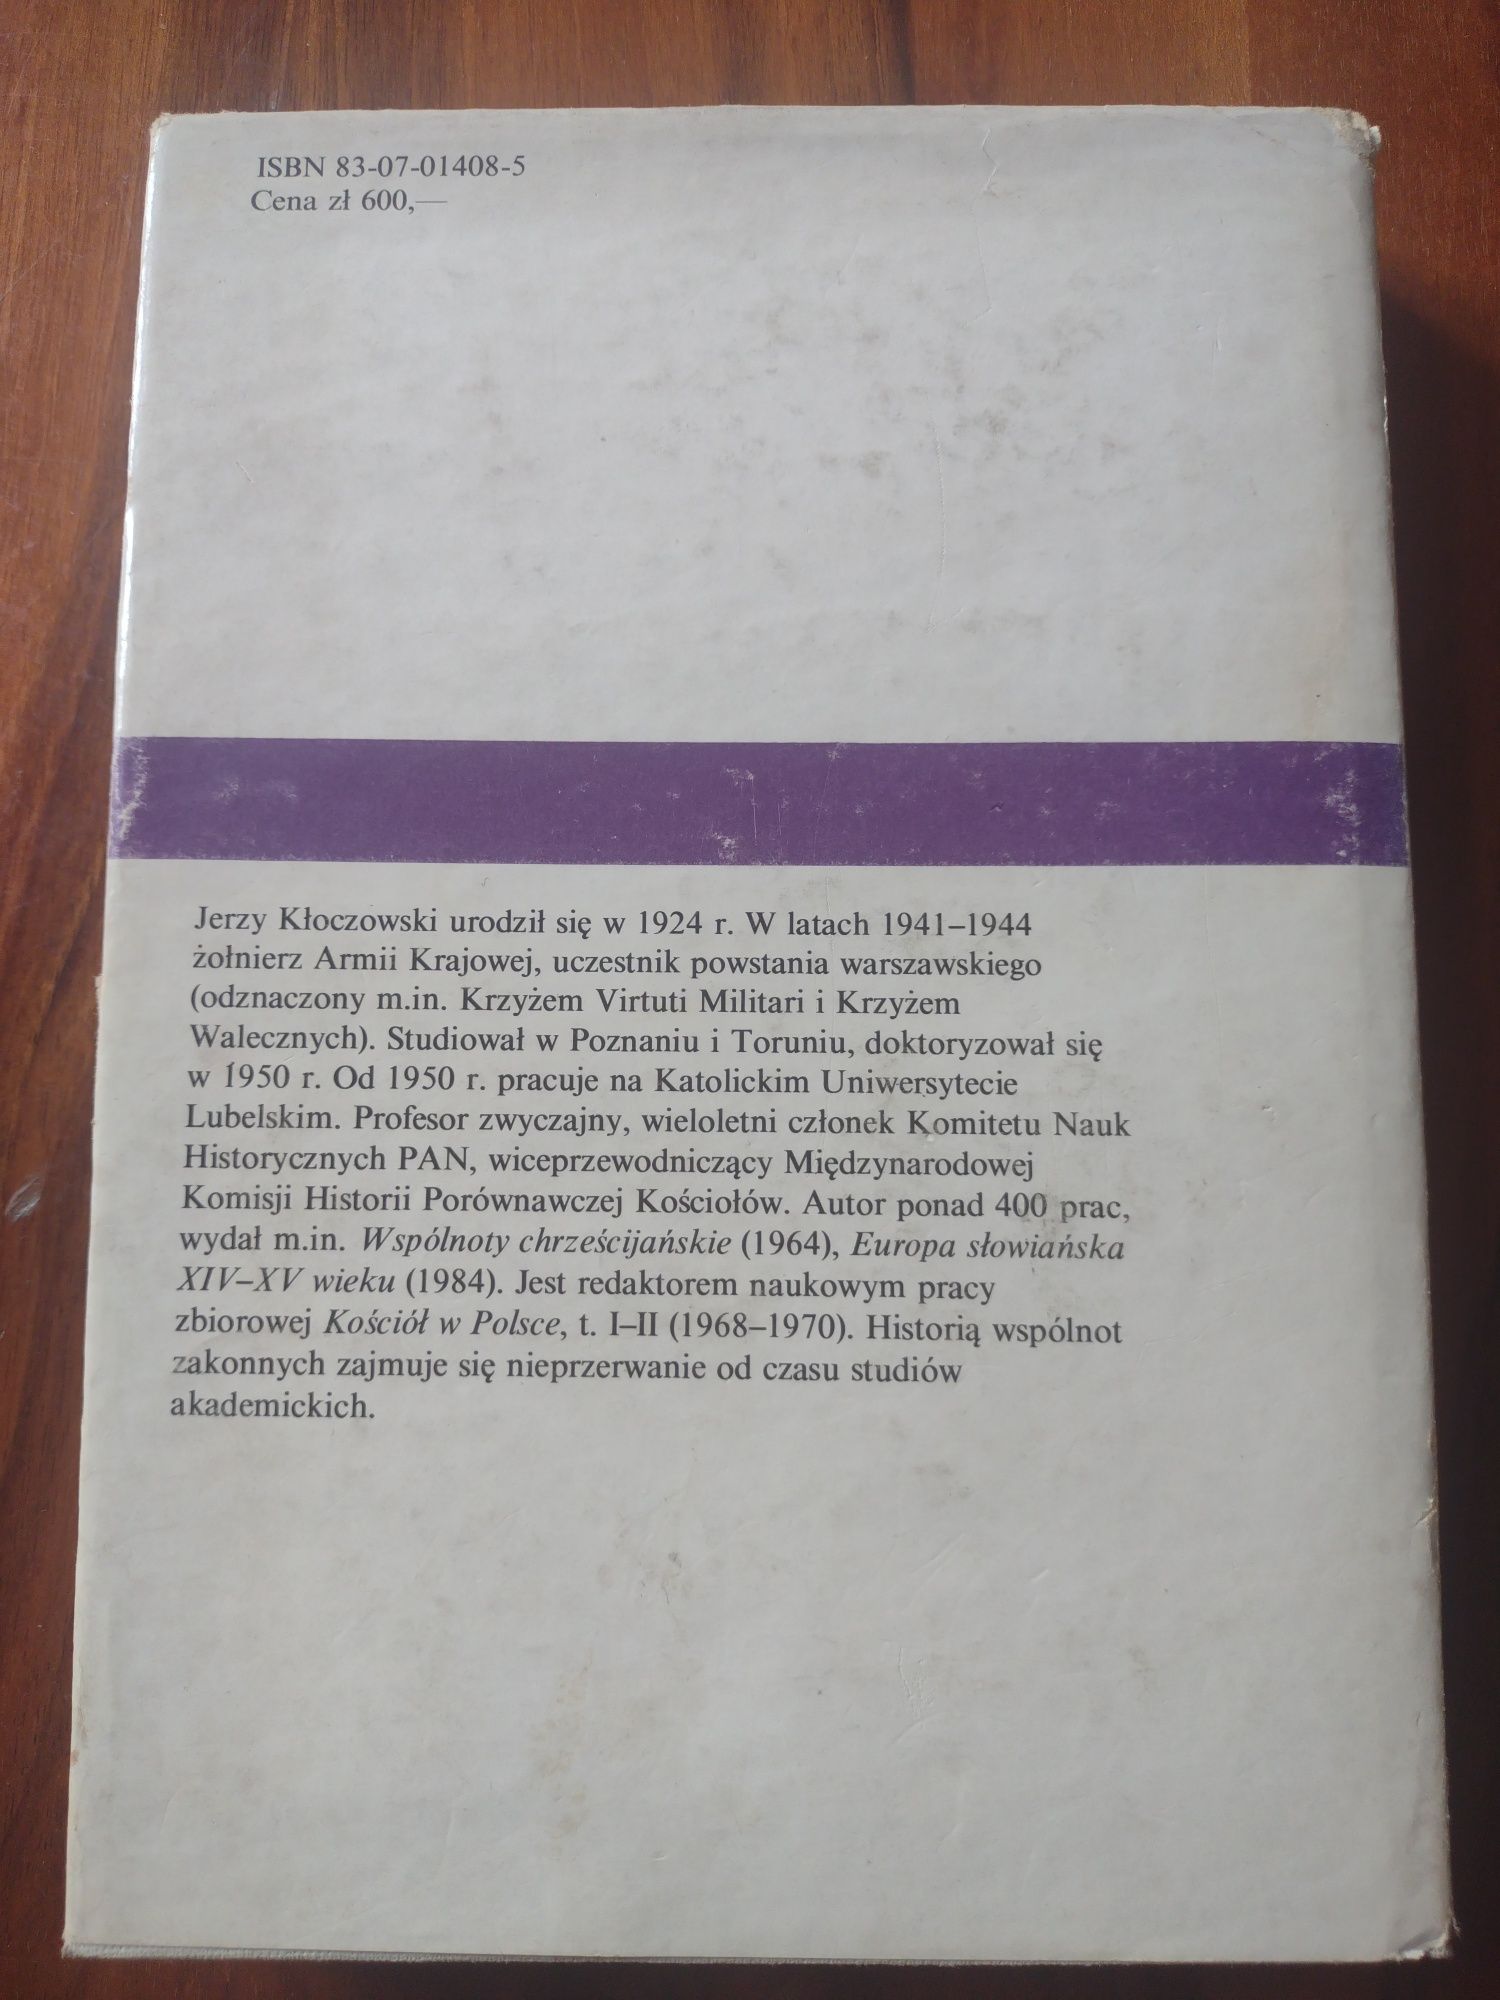 ISBN 83-07-01408-5
Cena zł 600,—
Jerzy Kłoczowski urodził się w 1924 r. W latach 1941–1944
żołnierz Armii Krajowej, uczestnik powstania warszawskiego
(odznaczony m.in. Krzyżem Virtuti Militari i Krzyżem
Walecznych). Studiował w Poznaniu i Toruniu, doktoryzował się
w 1950 r. Od 1950 r. pracuje na Katolickim Uniwersytecie
Lubelskim. Profesor zwyczajny, wieloletni członek Komitetu Nauk
Historycznych PAN, wiceprzewodniczący Międzynarodowej
Komisji Historii Porównawczej Kościołów. Autor ponad 400 prac,
wydał m.in. Wspólnoty chrześcijańskie (1964), Europa słowiańska
XIV–XV wieku (1984). Jest redaktorem naukowym pracy
zbiorowej Kościół w Polsce, t. I–II (1968–1970). Historią wspólnot
zakonnych zajmuje się nieprzerwanie od czasu studiów
akademickich.